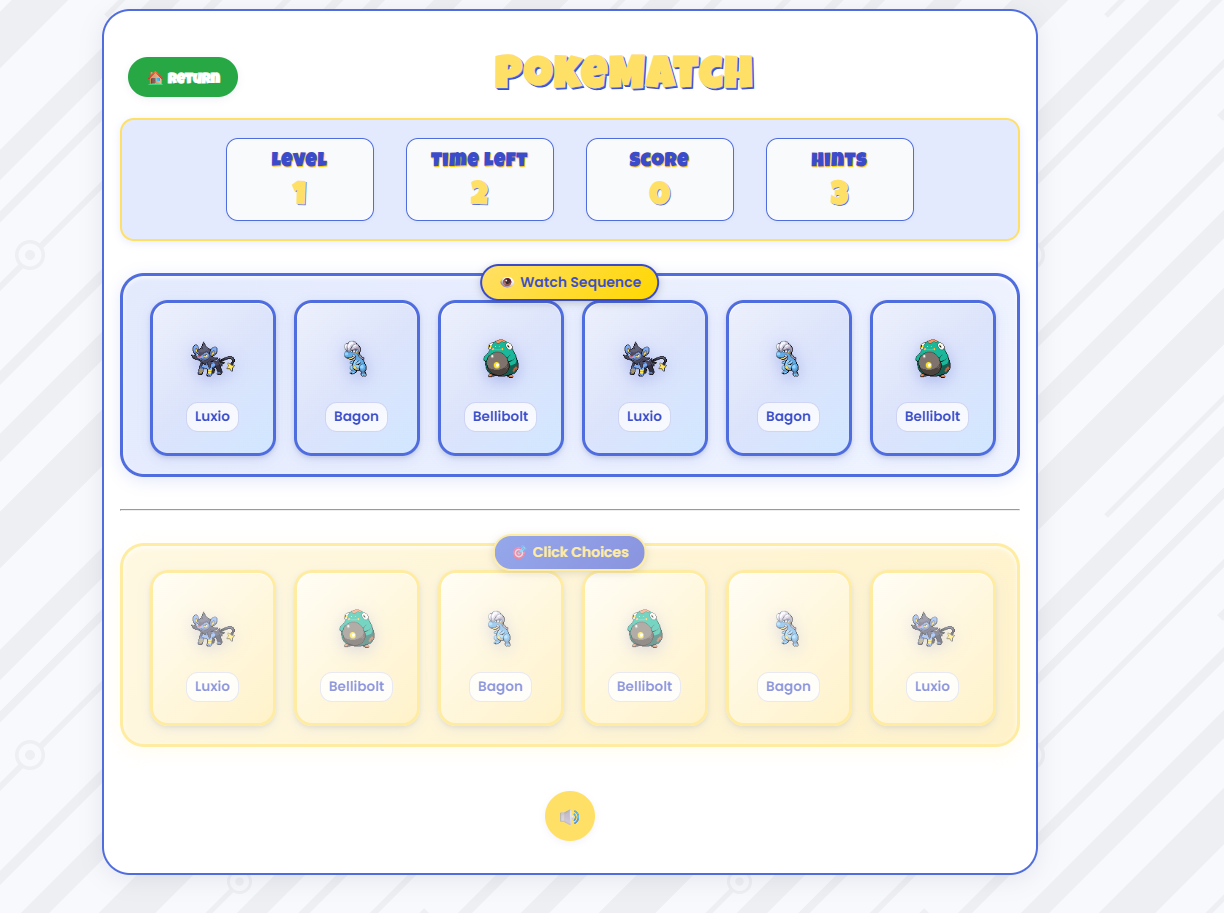 PokeMatch
Return
Level
Time Left
Score
Hints
1
2
0
3
Watch Sequence
Luxio
Bagon
Bellibolt
Luxio
Bagon
Bellibolt
Click Choices
Luxio
Bellibolt
Bagon
Bellibolt
Bagon
Luxio